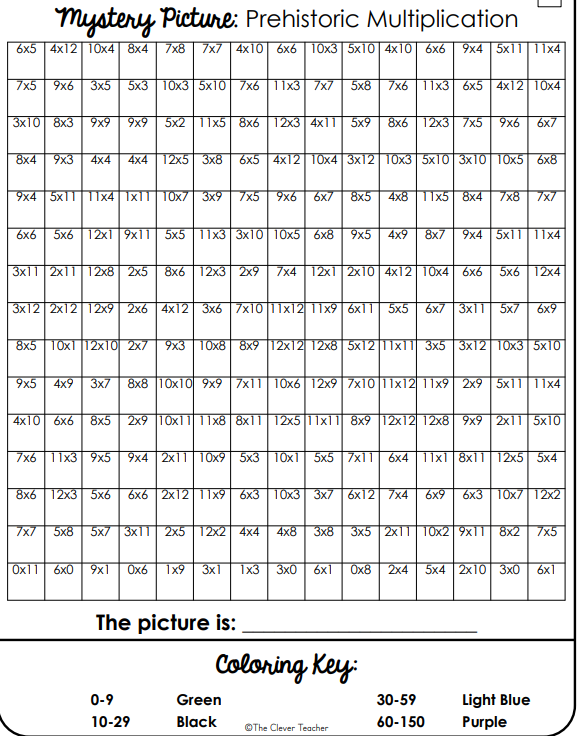 Mystery Picture: Prehistoric Multiplication
6x5 4x12 10x4 8x4 7x8 7x7 4x10 6x6 10x3 5x10 4x10 6x6 9x4 5x11 11x4
7x5 9x6 3x5 5x3 10x3 5x10 7x6 11x3 7x7 5x8 7x6 11x3 6x5 4x12 10x4
3x10 8x3 9x9 9x9 5x2 11x5 8x6 12x3 4x11 5x9 8x6 12x3 7x5 9x6 6x7
8x4 9x3 4x4 4x4 12x5 3x8 6x5 4x12 10x4 3x12 10x3 5x10 3x10 10x5 6x8
9x4 5x11 11x4 1x11 10x7 3x9 7x5 9x6 6x7 8x5 4x8 11x5 8x4 7x8 7x7
6x6 5x6 12x1 9x11 5x5 11x3 3x10 10x5 6x8 9x5 4x9 8x7 9x4 5x11 11x4
3x11 2x11 12x8 2x5 8x6 12x3 2x9 7x4 12x1 2x10 4x12 10x4 6x6 5x6 12x4
3x12 2x12 12x9 2x6 4x12 3x6 7x10 11x12 11x9 6x11 5x5 6x7 3x11 5x7 6x9
8x5 10x1 12x10 2x7 9x3 10x8 8x9 12x12 12x8 5x12 11x11 3x5 3x12 10x3 5x10
9x5 4x9 3x7 8x8 10x10 9x9 7x11 10x6 12x9 7x10 11x12 11x9 2x9 5x11 11x4
4x10 6x6 8x5 2x9 10x11 11x8 8x11 12x5 11x11 8x9 12x12 12x8 9x9 2x11 5x10
7x6 11x3 9x5 9x4 2x11 10x9 5x3 10x1 5x5 7x11 6x4 11x1 8x11 12x5 5x4
8x6 12x3 5x6 6x6 2x12 11x9 6x3 10x3 3x7 6x12 7x4 6x9 6x3 10x7 12x2
7x7 5x8 5x7 3x11 2x5 12x2 4x4 4x8 3x8 3x5 2x11 10x2 9x11 8x2 7x5
0x11 6x0 9x1 0x6 1x9 3x1 1x3 3x0 6x1 0x8 2x4 5x4 2x10 3x0 6x1
The picture is:
Coloring Key:
0-9 Green 30-59 Light Blue
10-29 Black 60-150 Purple
©The Clever Teacher